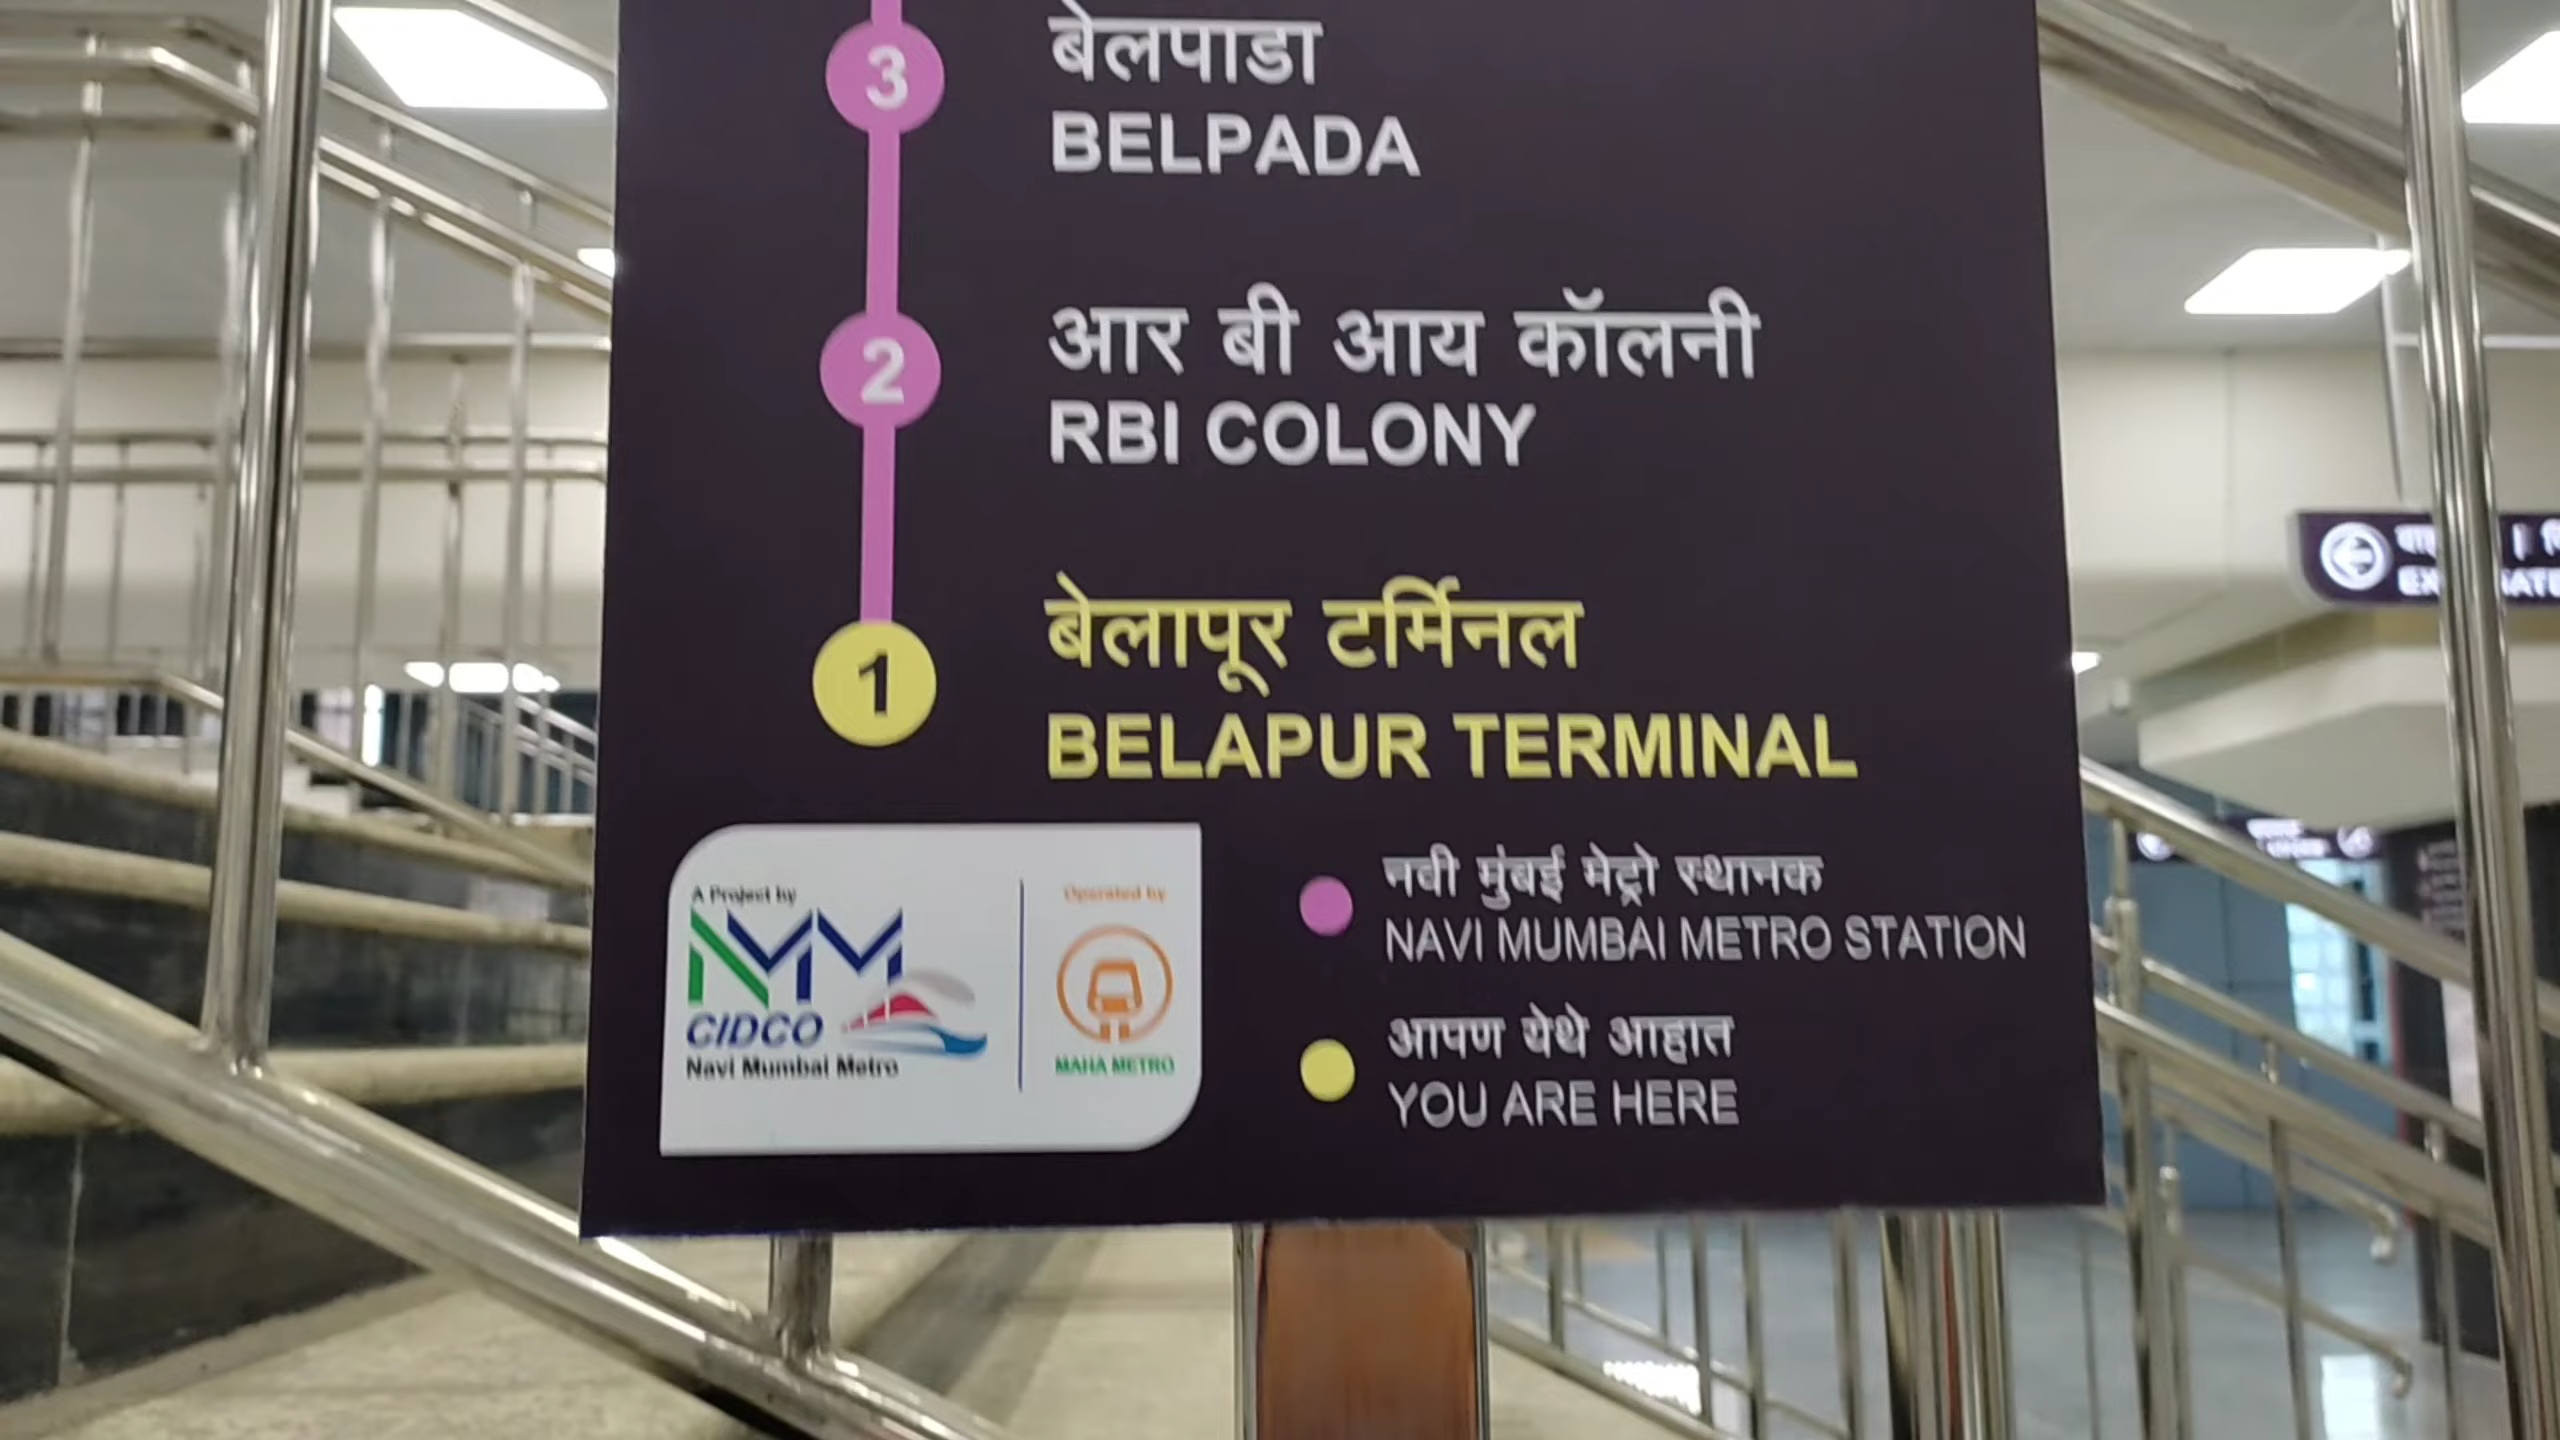 3
बेलपाडा
BELPADA
2
आर बी आय कॉलनी
RBI COLONY
1
बेलापूर टर्मिनल
BELAPUR TERMINAL
A Project by
NMM
CIDCO
Navi Mumbai Metro
Operated by
MAHA METRO
नवी मुंबई मेट्रो स्थानक
NAVI MUMBAI METRO STATION
आपण येथे आहात
YOU ARE HERE